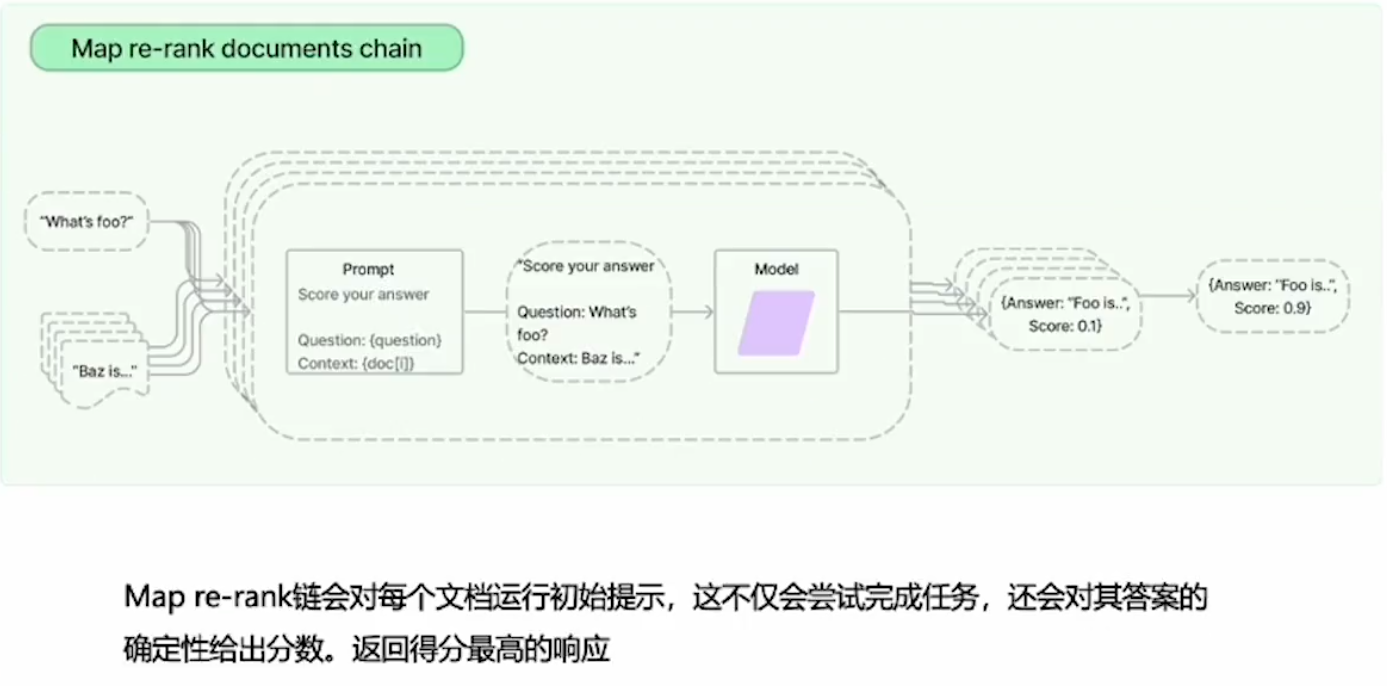 Map re-rank documents chain
"What's foo?"
"Baz is..."
Prompt
Score your answer
Question: {question}
Context: {doc[i]}
"Score your answer
Question: What's
foo?
Context: Baz is..."
Model
{Answer: "Foo is..",
Score: 0.1}
{Answer: "Foo is..",
Score: 0.9}
Map re-rank链会对每个文档运行初始提示，这不仅会尝试完成任务，还会对其答案的
确定性给出分数。返回得分最高的响应